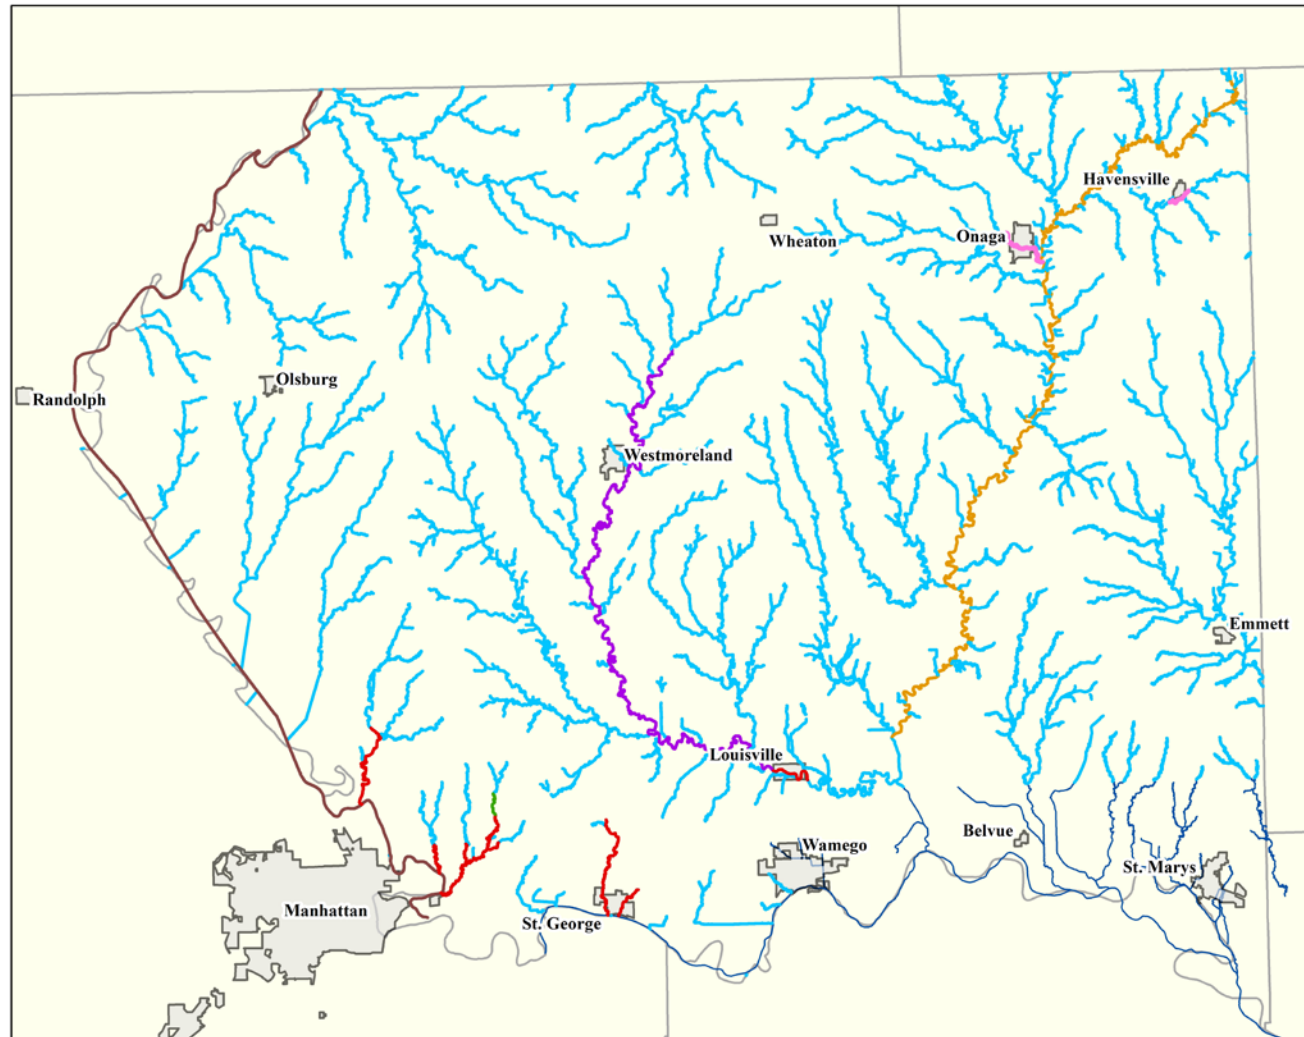 Havensville
Onaga
Wheaton
Olsburg
Randolph
Westmoreland
Emmett
Louisville
Belvue
Wamego
St. Marys
Manhattan
St. George